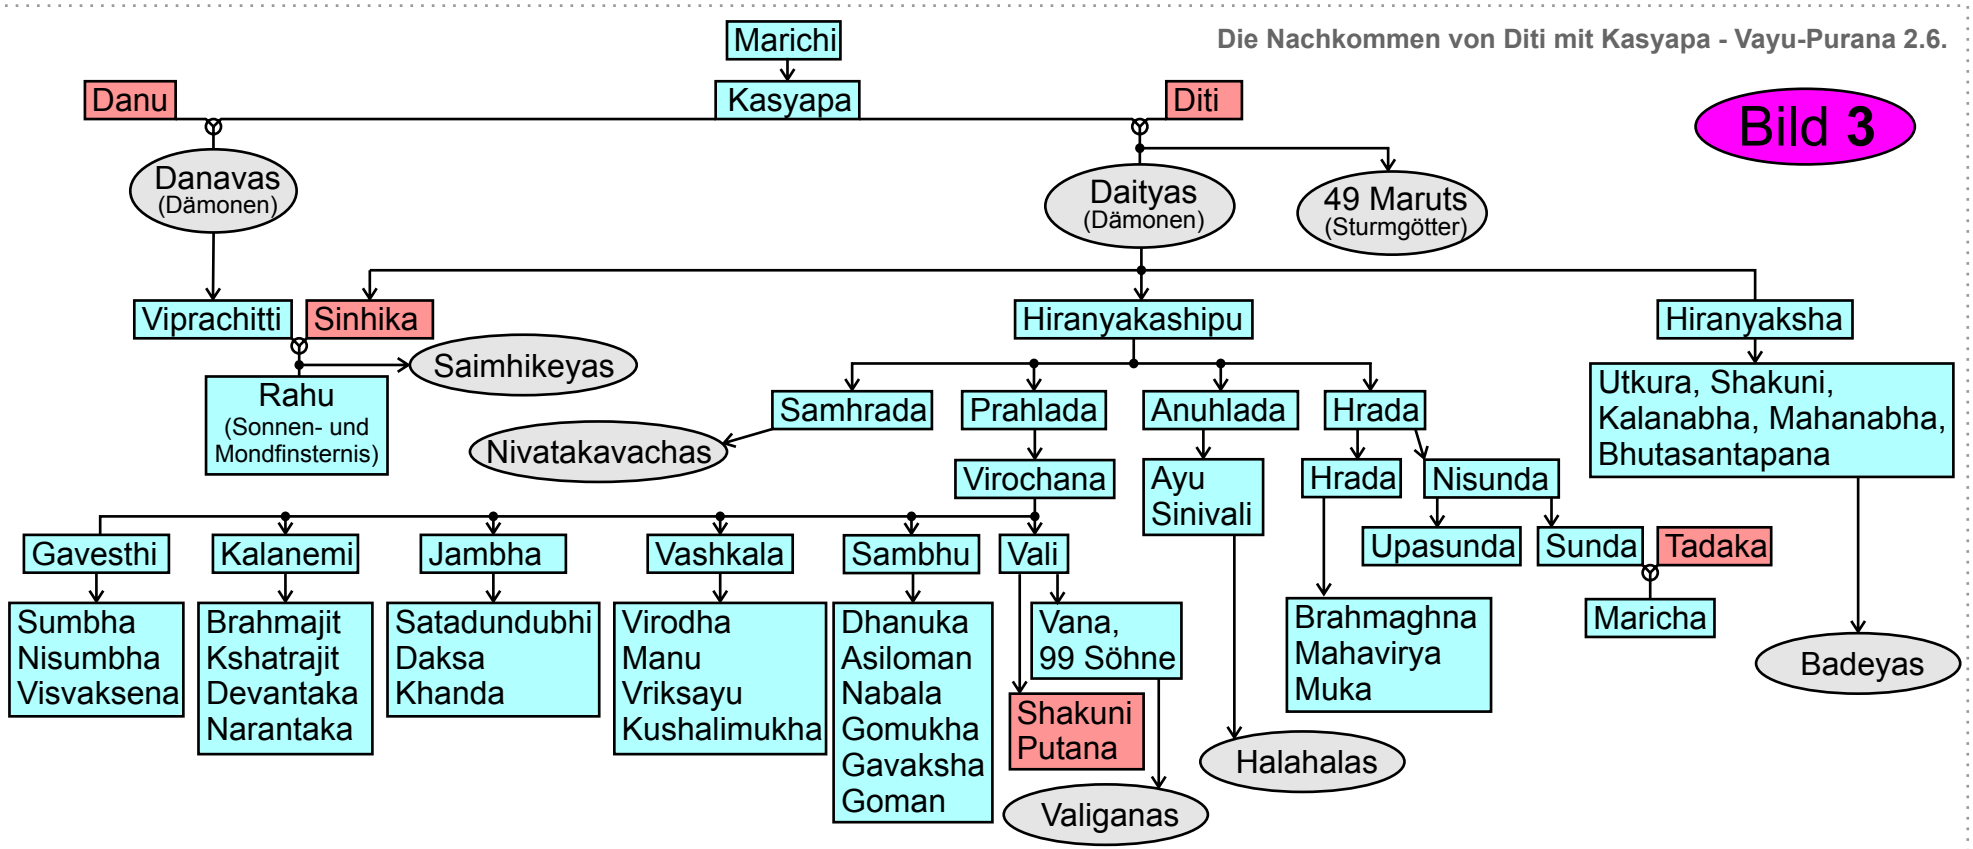 Die Nachkommen von Diti mit Kasyapa - Vayu-Purana 2.6.
Bild 3
Marichi
Danu
Kasyapa
Diti
Danavas
(Dämonen)
Daityas
(Dämonen)
49 Maruts
(Sturmgötter)
Viprachitti
Sinhika
Hiranyakashipu
Hiranyaksha
Saimhikeyas
Rahu
(Sonnen- und
Mondfinsternis)
Samhrada
Prahlada
Anuhlada
Hrada
Utkura, Shakuni,
Kalanabha, Mahanabha,
Bhutasantapana
Nivatakavachas
Virochana
Ayu
Sinivali
Hrada
Nisunda
Gavesthi
Kalanemi
Jambha
Vashkala
Sambhu
Vali
Upasunda
Sunda
Tadaka
Sumbha
Nisumbha
Visvaksena
Brahmajit
Kshatrajit
Devantaka
Narantaka
Satadundubhi
Daksa
Khanda
Virodha
Manu
Vriksayu
Kushalimukha
Dhanuka
Asiloman
Nabala
Gomukha
Gavaksha
Goman
Vana,
99 Söhne
Shakuni
Putana
Brahmaghna
Mahavirya
Muka
Maricha
Badeyas
Halahalas
Valiganas